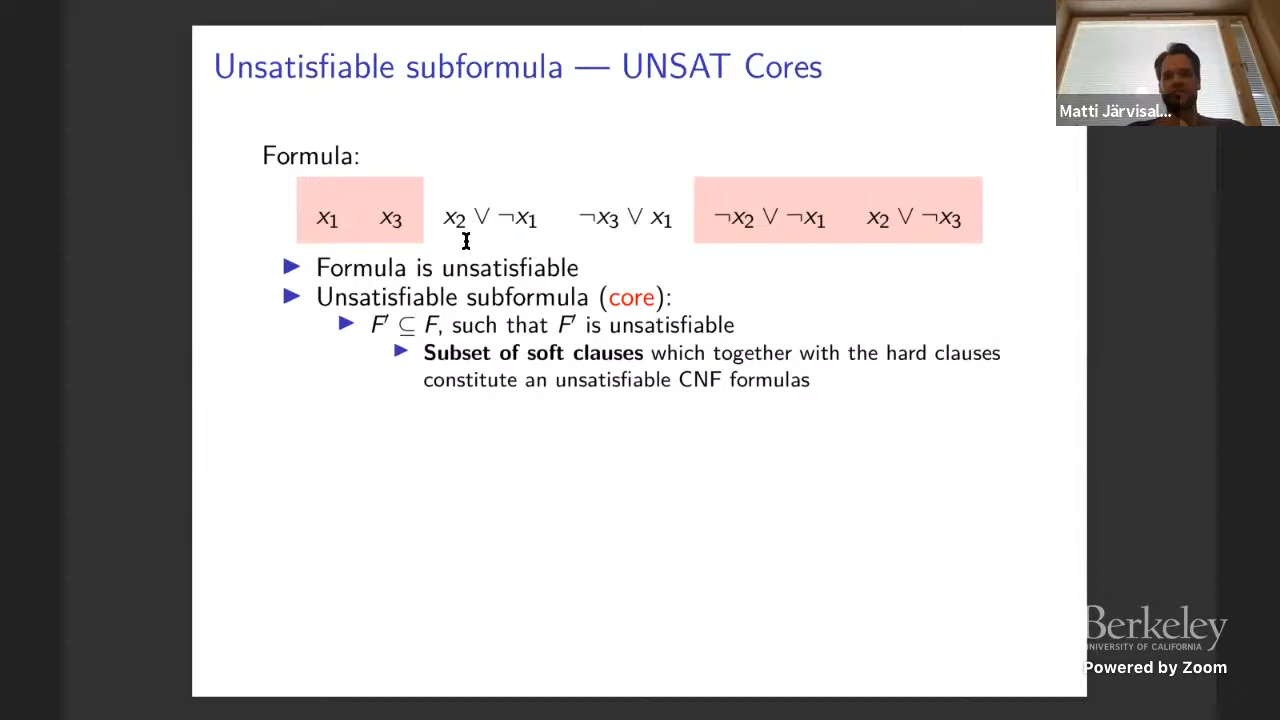 Unsatisfiable subformula — UNSAT Cores
Matti Järvisal...
Formula:
x₁ x₃ x₂ ∨ ¬x₁ ¬x₃ ∨ x₁ ¬x₂ ∨ ¬x₁ x₂ ∨ ¬x₃
▶ Formula is unsatisfiable
▶ Unsatisfiable subformula (core):
▶ F′ ⊆ F, such that F′ is unsatisfiable
▶ Subset of soft clauses which together with the hard clauses
constitute an unsatisfiable CNF formulas
Berkeley
UNIVERSITY OF CALIFORNIA
Powered by Zoom